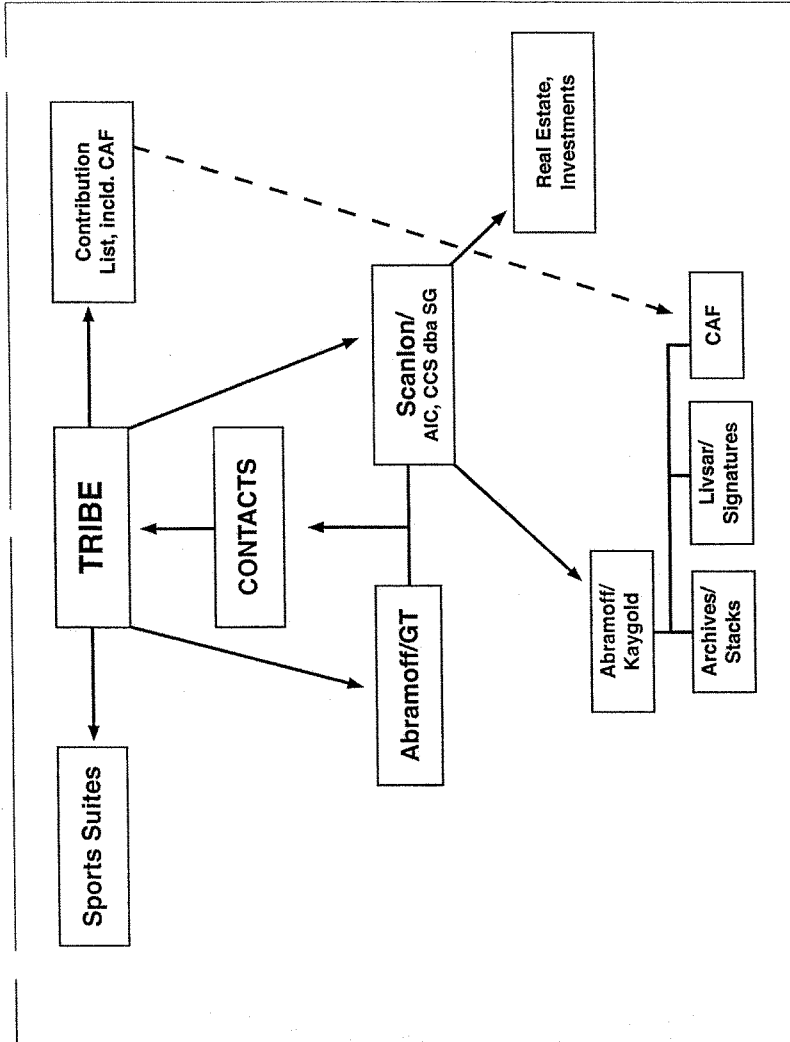 Sports Suites
TRIBE
Contribution
List, incld. CAF
CONTACTS
Abramoff/GT
Scanlon/
AIC, CCS dba SG
Real Estate,
Investments
Abramoff/
Kaygold
Archives/
Stacks
Livsar/
Signatures
CAF